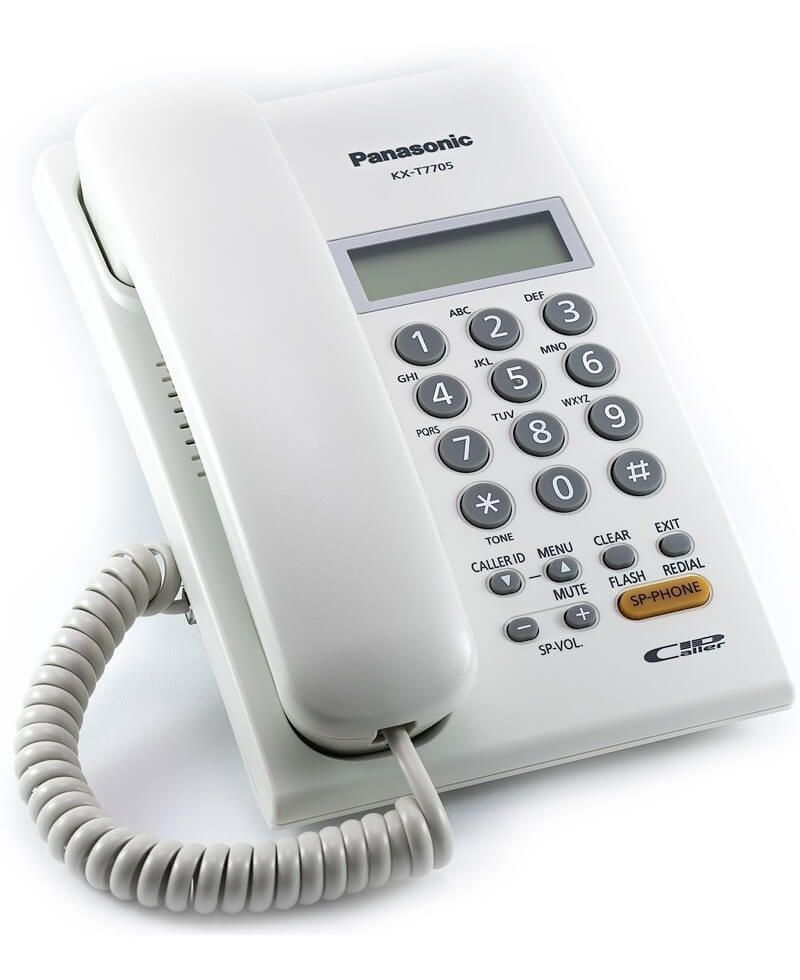 Panasonic
KX-T7705
ABC DEF
1 2 3
GHI JKL MNO
4 5 6
PQRS TUV WXYZ
7 8 9
* 0 #
TONE
CALLER ID MENU CLEAR EXIT
▼ – ▲
MUTE FLASH REDIAL
SP-PHONE
− +
SP-VOL.
CID
Caller